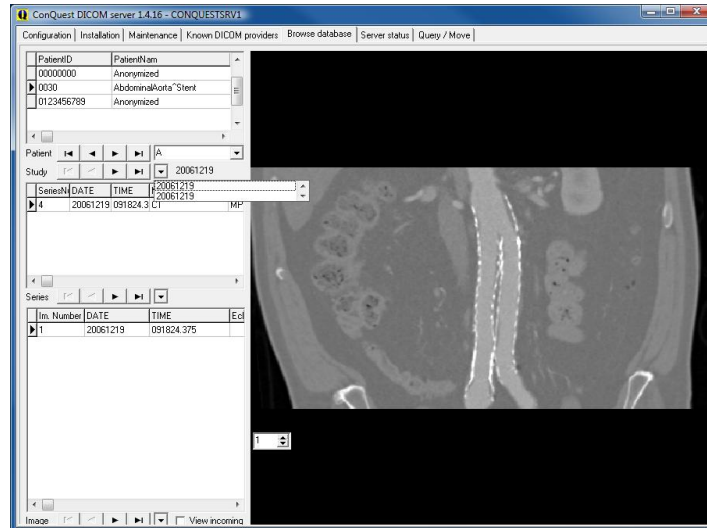 ConQuest DICOM server 1.4.16 - CONQUESTSRV1
Configuration Installation Maintenance Known DICOM providers Browse database Server status Query / Move
PatientID PatientNam
00000000 Anonymized
0030 AbdominalAorta^Stent
0123456789 Anonymized
Patient A
Study 20061219
20061219
20061219
DATE TIME
4 20061219 091824.3 CT MP
Series
Im. Number DATE TIME Ecl
1 20061219 091824.375
1
Image View incoming